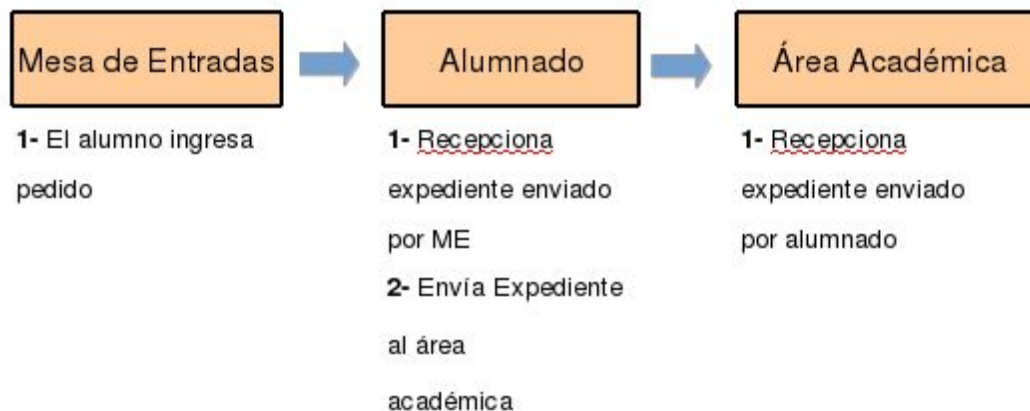 Mesa de Entradas
Alumnado
Área Académica
1- El alumno ingresa
pedido
1- Recepciona
expediente enviado
por ME
2- Envía Expediente
al área
académica
1- Recepciona
expediente enviado
por alumnado